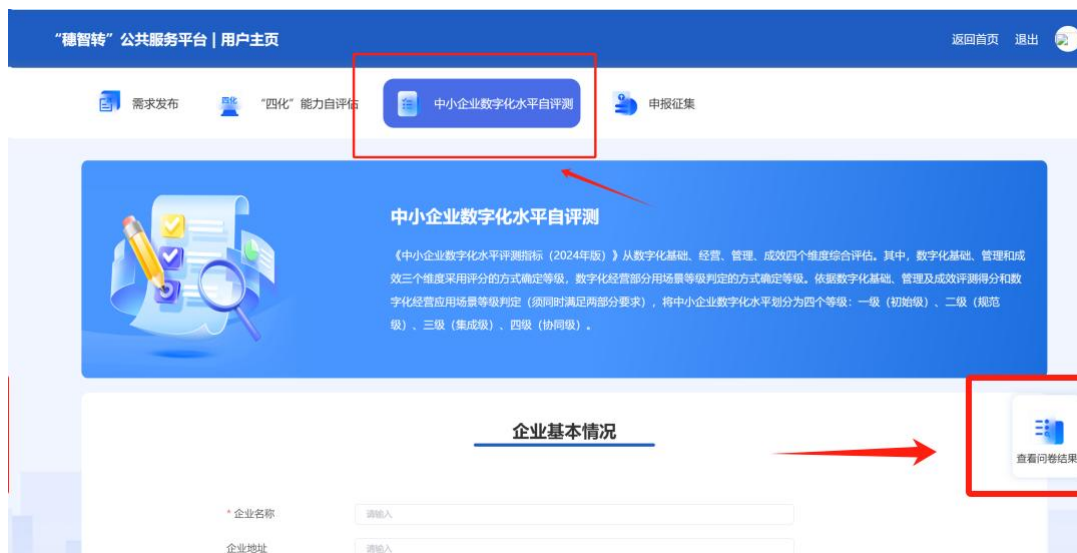 “穗智转”公共服务平台 | 用户主页
返回首页 退出
需求发布
四化
“四化”能力自评估
中小企业数字化水平自评测
申报征集
中小企业数字化水平自评测
《中小企业数字化水平评测指标（2024年版）》从数字化基础、经营、管理、成效四个维度综合评估。其中，数字化基础、管理和成
效三个维度采用评分的方式确定等级，数字化经营部分用场景等级判定的方式确定等级。依据数字化基础、管理及成效评测得分和数
字化经营应用场景等级判定（须同时满足两部分要求），将中小企业数字化水平划分为四个等级：一级（初始级）、二级（规范
级）、三级（集成级）、四级（协同级）。
企业基本情况
查看问卷结果
* 企业名称
请输入
企业地址
请输入